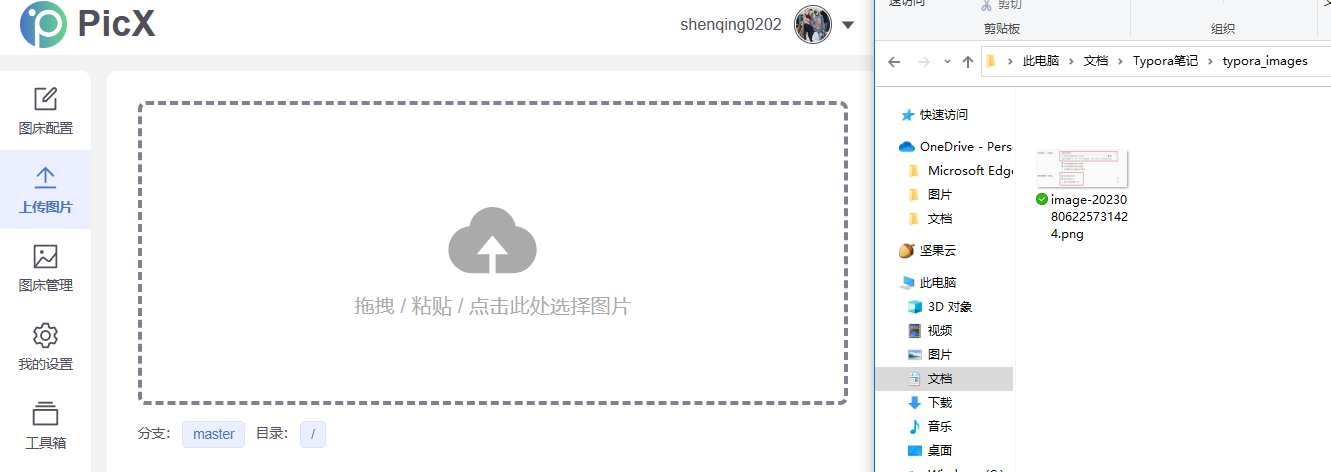 PicX
shenqing0202
图床配置
上传图片
图床管理
我的设置
工具箱
拖拽 / 粘贴 / 点击此处选择图片
分支： master 目录： /
剪切
剪贴板
组织
此电脑 › 文档 › Typora笔记 › typora_images
快速访问
OneDrive - Pers
Microsoft Edge
图片
文档
坚果云
此电脑
3D 对象
视频
图片
文档
下载
音乐
桌面
image-20230
80622573142
4.png